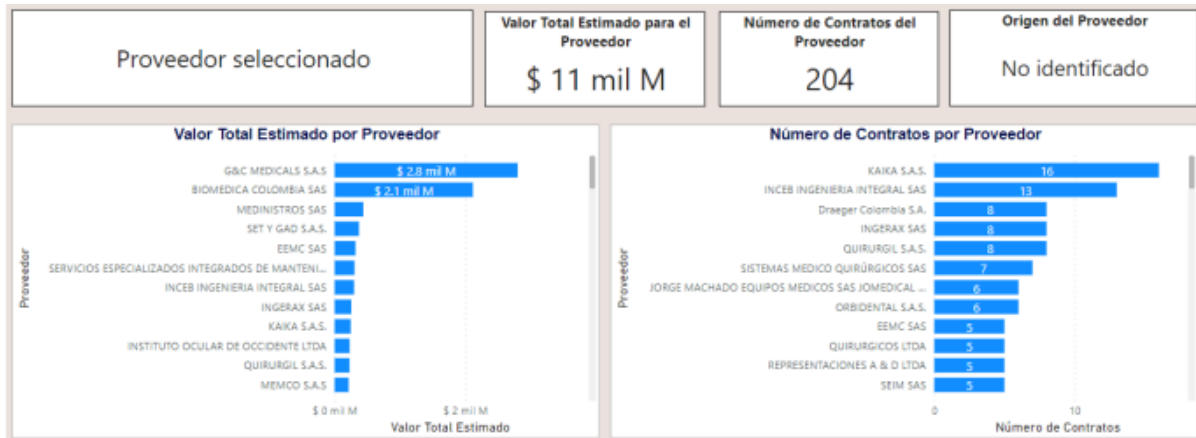 Proveedor seleccionado
Valor Total Estimado para el
Proveedor
$ 11 mil M
Número de Contratos del
Proveedor
204
Origen del Proveedor
No identificado
Valor Total Estimado por Proveedor
Proveedor
G&C MEDICALS S.A.S
$ 2.8 mil M
BIOMEDICA COLOMBIA SAS
$ 2.1 mil M
MEDINISTROS SAS
SET Y GAD S.A.S.
EEMC SAS
SERVICIOS ESPECIALIZADOS INTEGRADOS DE MANTENI...
INCEB INGENIERIA INTEGRAL SAS
INGERAX SAS
KAIKA S.A.S.
INSTITUTO OCULAR DE OCCIDENTE LTDA
QUIRURGIL S.A.S.
MEMCO S.A.S
$ 0 mil M
$ 2 mil M
Valor Total Estimado
Número de Contratos por Proveedor
Proveedor
KAIKA S.A.S.
16
INCEB INGENIERIA INTEGRAL SAS
13
Draeger Colombia S.A.
8
INGERAX SAS
8
QUIRURGIL S.A.S.
8
SISTEMAS MEDICO QUIRÚRGICOS SAS
7
JORGE MACHADO EQUIPOS MEDICOS SAS JOMEDICAL ...
6
ORBIDENTAL S.A.S.
6
EEMC SAS
5
QUIRURGICOS LTDA
5
REPRESENTACIONES A & D LTDA
5
SEIM SAS
5
0
10
Número de Contratos